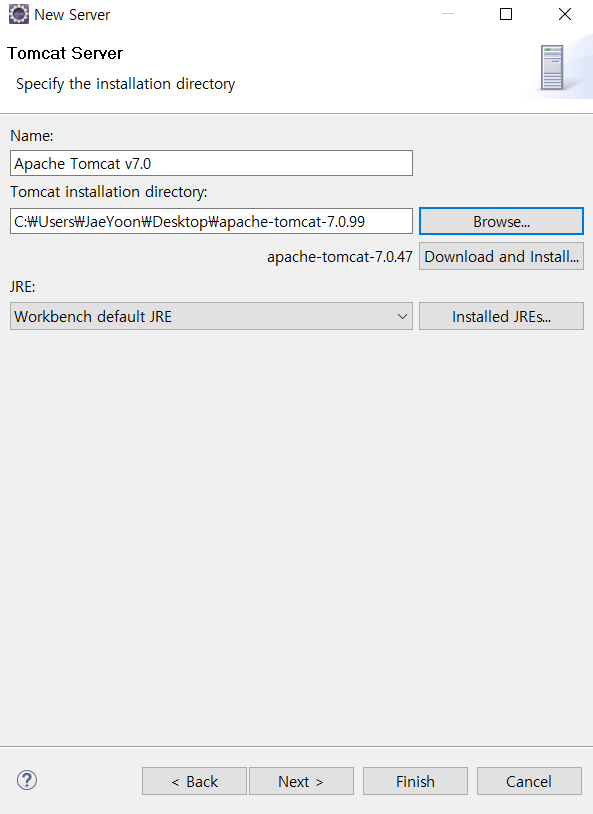 New Server
Tomcat Server
Specify the installation directory
Name:
Apache Tomcat v7.0
Tomcat installation directory:
C:₩Users₩JaeYoon₩Desktop₩apache-tomcat-7.0.99
Browse...
apache-tomcat-7.0.47
Download and Install...
JRE:
Workbench default JRE
Installed JREs...
?
< Back
Next >
Finish
Cancel